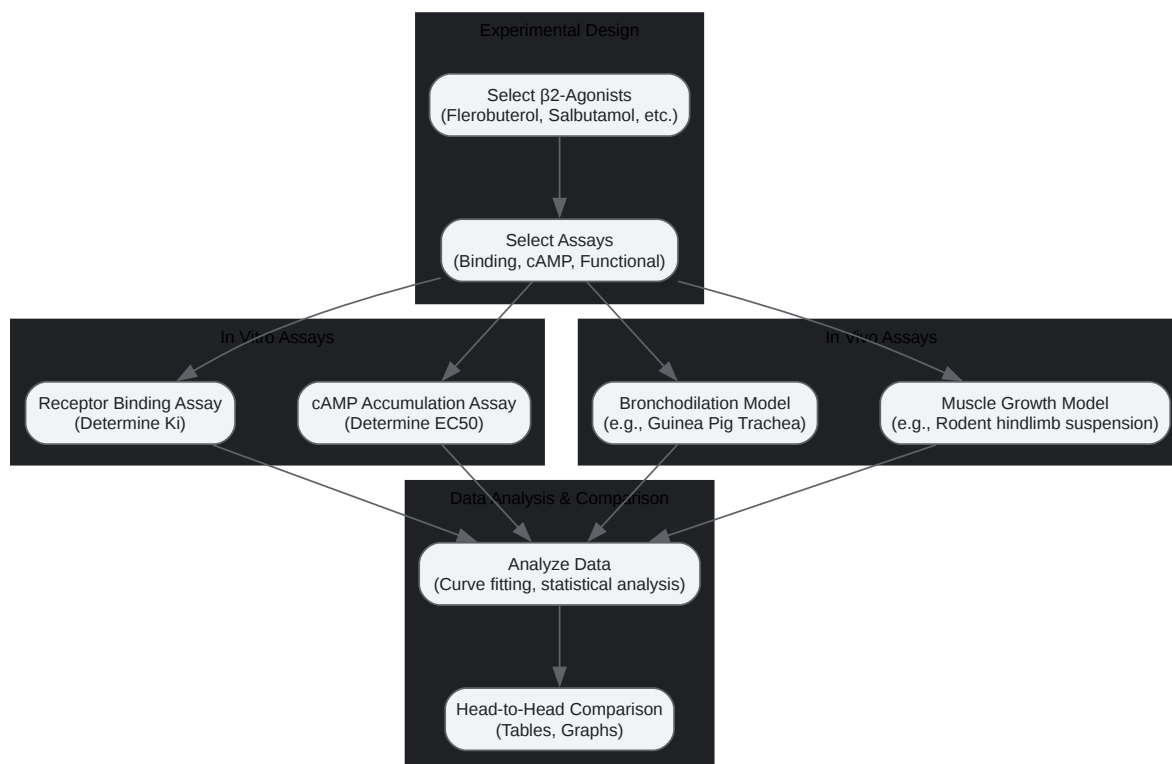 Experimental Design
Select β2-Agonists
(Flerobuterol, Salbutamol, etc.)
Select Assays
(Binding, cAMP, Functional)
In Vitro Assays
In Vivo Assays
Receptor Binding Assay
(Determine Ki)
cAMP Accumulation Assay
(Determine EC50)
Bronchodilation Model
(e.g., Guinea Pig Trachea)
Muscle Growth Model
(e.g., Rodent hindlimb suspension)
Data Analysis & Comparison
Analyze Data
(Curve fitting, statistical analysis)
Head-to-Head Comparison
(Tables, Graphs)